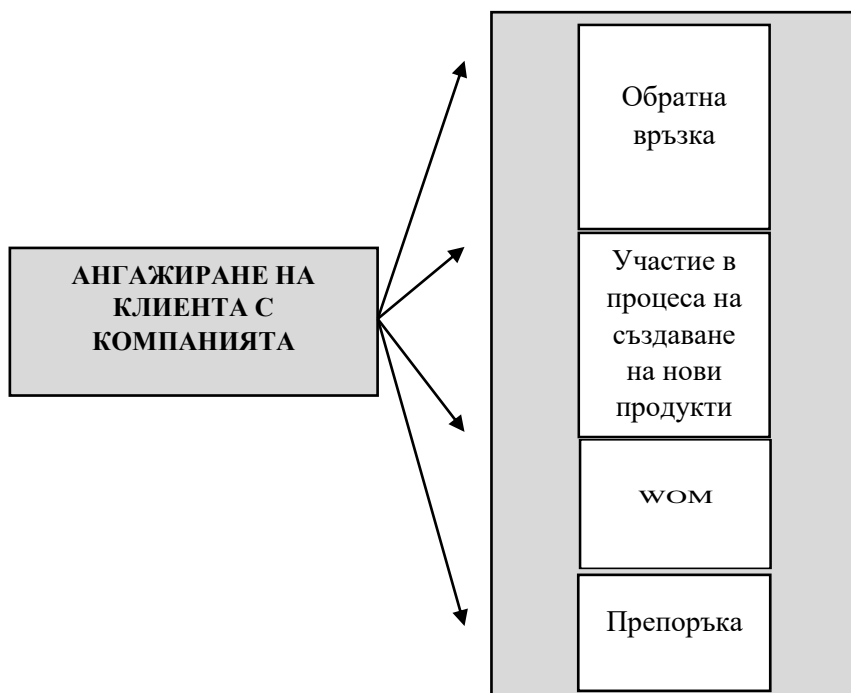 АНГАЖИРАНЕ НА
КЛИЕНТА С
КОМПАНИЯТА
Обратна
връзка
Участие в
процеса на
създаване
на нови
продукти
WOM
Препоръка